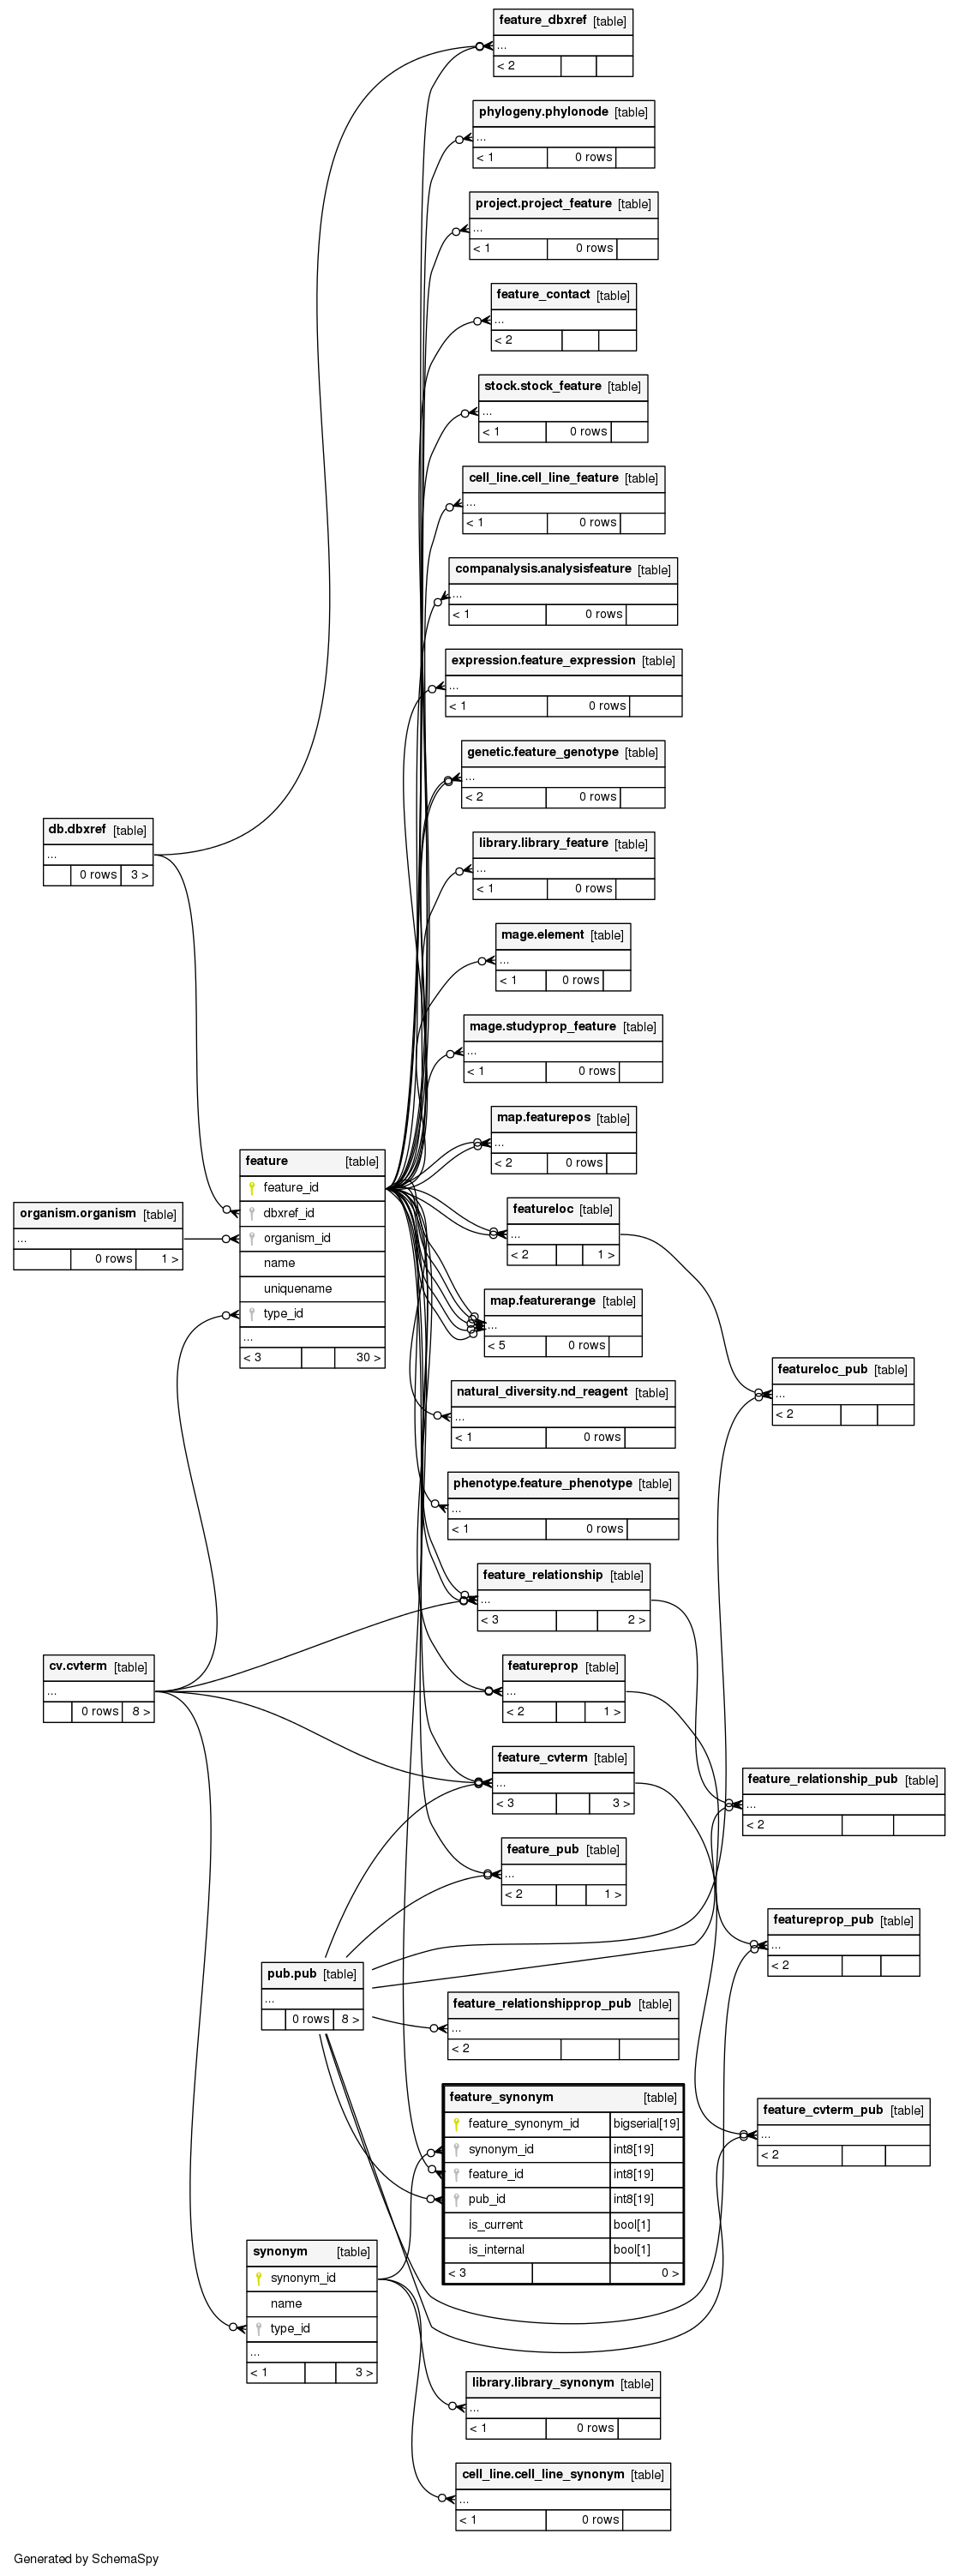 feature_dbxref [table]
...
< 2
phylogeny.phylonode [table]
...
< 1 0 rows
project.project_feature [table]
...
< 1 0 rows
feature_contact [table]
...
< 2
stock.stock_feature [table]
...
< 1 0 rows
cell_line.cell_line_feature [table]
...
< 1 0 rows
companalysis.analysisfeature [table]
...
< 1 0 rows
expression.feature_expression [table]
...
< 1 0 rows
genetic.feature_genotype [table]
...
< 2 0 rows
db.dbxref [table]
...
0 rows 3 >
library.library_feature [table]
...
< 1 0 rows
mage.element [table]
...
< 1 0 rows
mage.studyprop_feature [table]
...
< 1 0 rows
map.featurepos [table]
...
< 2 0 rows
feature [table]
feature_id
dbxref_id
organism_id
name
uniquename
type_id
...
< 3 30 >
organism.organism [table]
...
0 rows 1 >
featureloc [table]
...
< 2 1 >
map.featurerange [table]
...
< 5 0 rows
featureloc_pub [table]
...
< 2
natural_diversity.nd_reagent [table]
...
< 1 0 rows
phenotype.feature_phenotype [table]
...
< 1 0 rows
feature_relationship [table]
...
< 3 2 >
cv.cvterm [table]
...
0 rows 8 >
featureprop [table]
...
< 2 1 >
feature_cvterm [table]
...
< 3 3 >
feature_relationship_pub [table]
...
< 2
feature_pub [table]
...
< 2 1 >
featureprop_pub [table]
...
< 2
pub.pub [table]
...
0 rows 8 >
feature_relationshipprop_pub [table]
...
< 2
feature_synonym [table]
feature_synonym_id bigserial[19]
synonym_id int8[19]
feature_id int8[19]
pub_id int8[19]
is_current bool[1]
is_internal bool[1]
< 3 0 >
feature_cvterm_pub [table]
...
< 2
synonym [table]
synonym_id
name
type_id
...
< 1 3 >
library.library_synonym [table]
...
< 1 0 rows
cell_line.cell_line_synonym [table]
...
< 1 0 rows
Generated by SchemaSpy